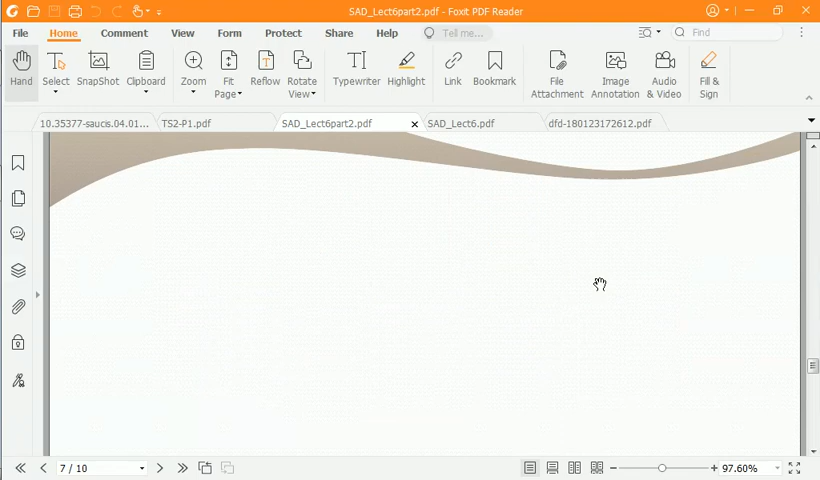 SAD_Lect6part2.pdf - Foxit PDF Reader
File Home Comment View Form Protect Share Help Tell me... Find
Hand Select SnapShot Clipboard Zoom Fit Page Reflow Rotate View Typewriter Highlight Link Bookmark File Attachment Image Annotation Audio & Video Fill & Sign
10.35377-saucis.04.01... TS2-P1.pdf SAD_Lect6part2.pdf SAD_Lect6.pdf dfd-180123172612.pdf
7 / 10 97.60%